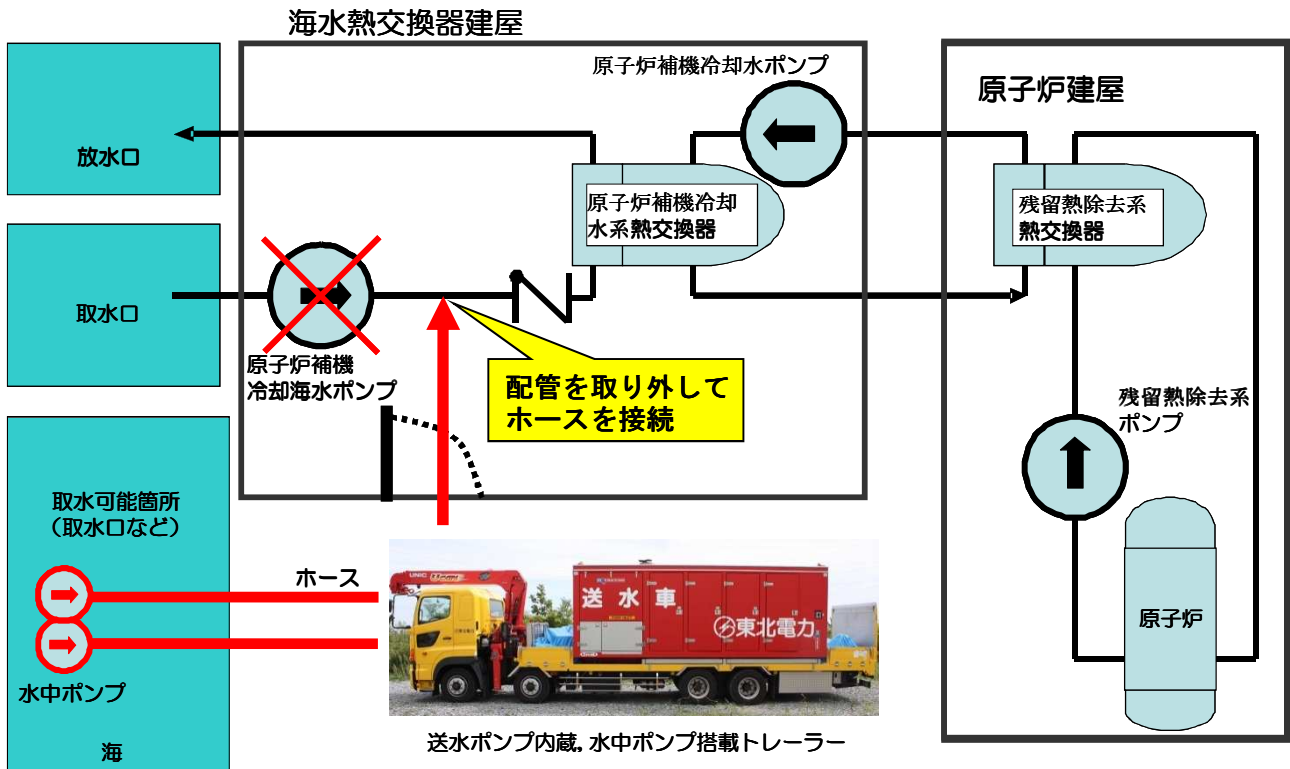 海水熱交換器建屋
原子炉補機冷却水ポンプ
原子炉建屋
放水口
原子炉補機冷却
水系熱交換器
残留熱除去系
熱交換器
取水口
原子炉補機
冷却海水ポンプ
配管を取り外して
ホースを接続
残留熱除去系
ポンプ
取水可能箇所
(取水口など)
ホース
UNIC
送水車
東北電力
原子炉
水中ポンプ
海
送水ポンプ内蔵,水中ポンプ搭載トレーラー